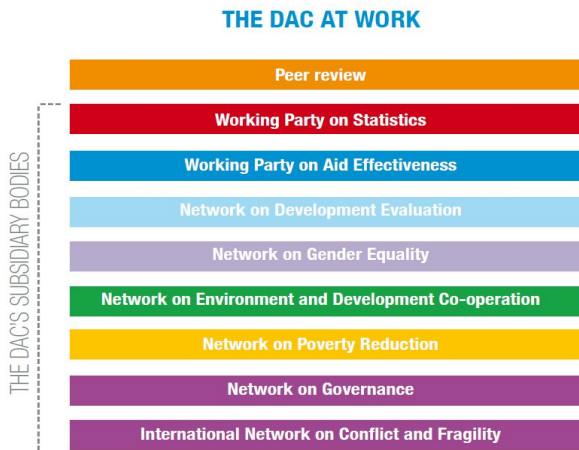 THE DAC AT WORK
Peer review
THE DAC'S SUBSIDIARY BODIES
Working Party on Statistics
Working Party on Aid Effectiveness
Network on Development Evaluation
Network on Gender Equality
Network on Environment and Development Co-operation
Network on Poverty Reduction
Network on Governance
International Network on Conflict and Fragility